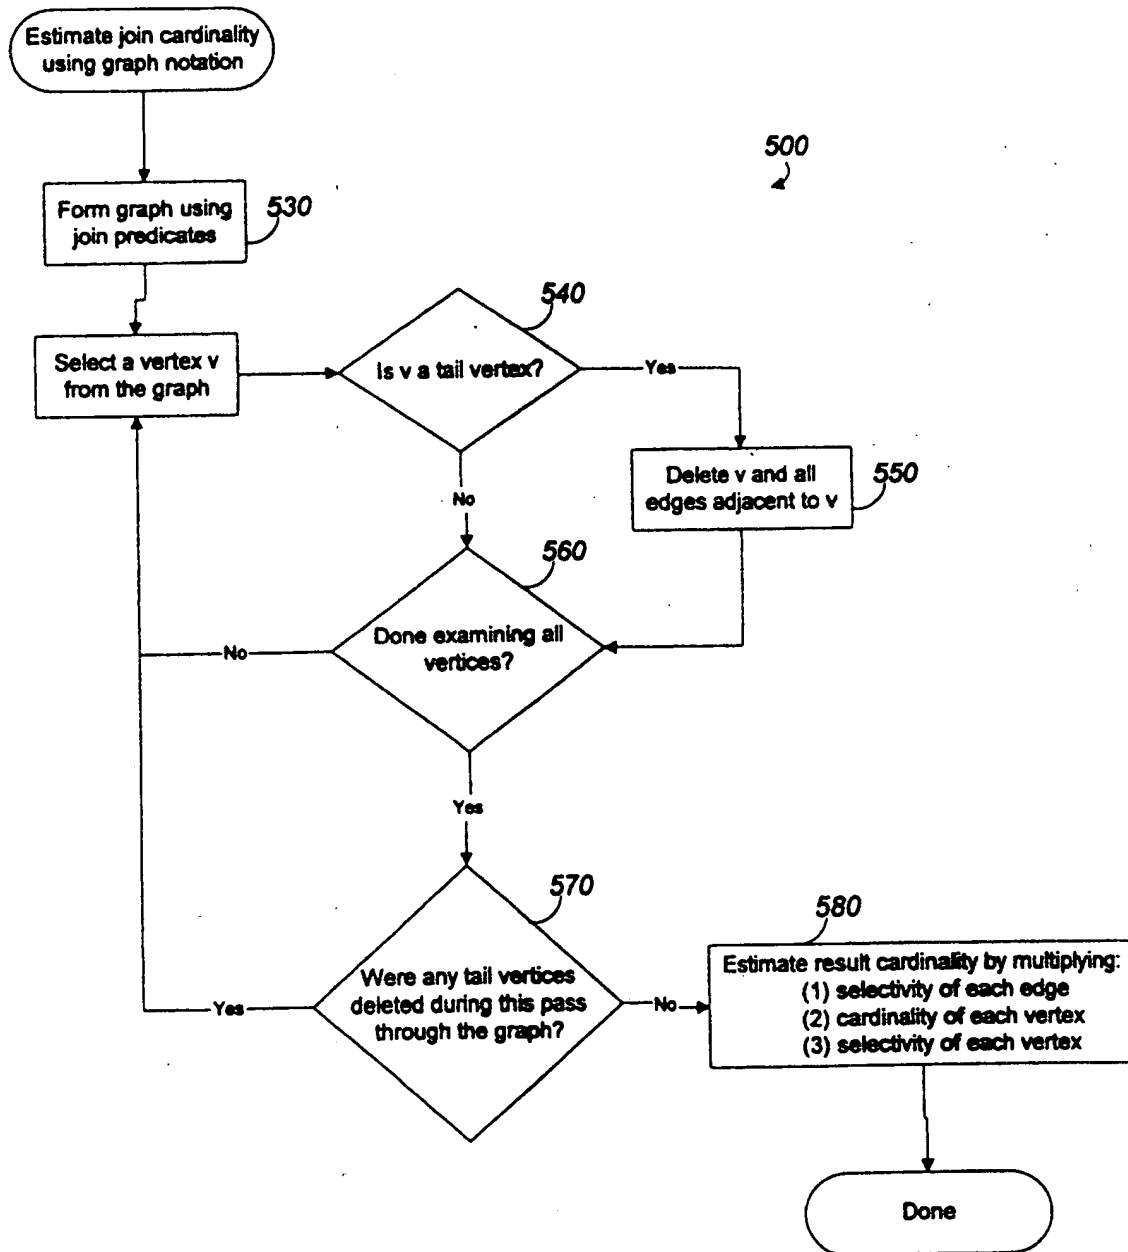 Estimate join cardinality
using graph notation
500
Form graph using
join predicates
530
540
Select a vertex v
from the graph
Is v a tail vertex?
Yes
Delete v and all
edges adjacent to v
550
No
560
Done examining all
vertices?
No
Yes
570
580
Were any tail vertices
deleted during this pass
through the graph?
Yes
No
Estimate result cardinality by multiplying:
(1) selectivity of each edge
(2) cardinality of each vertex
(3) selectivity of each vertex
Done